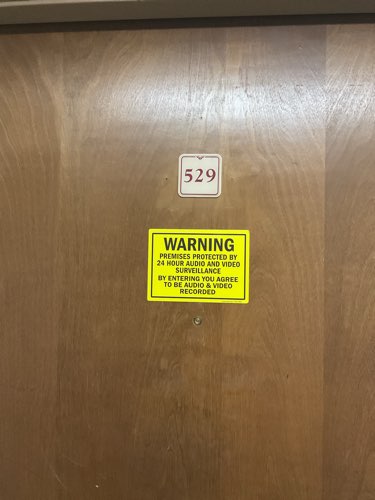 529
WARNING
PREMISES PROTECTED BY
24 HOUR AUDIO AND VIDEO
SURVEILLANCE
BY ENTERING YOU AGREE
TO BE AUDIO & VIDEO
RECORDED